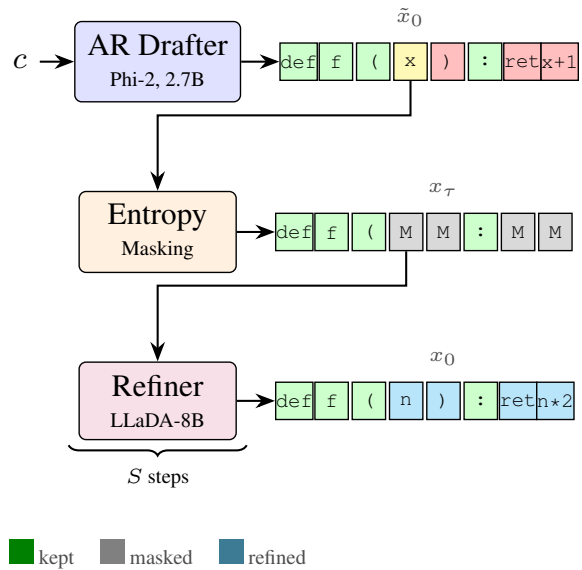 x̃₀
c AR Drafter def f ( x ) : ret x+1
Phi-2, 2.7B
x_τ
Entropy def f ( M M : M M
Masking
x₀
Refiner def f ( n ) : ret n*2
LLaDA-8B
S steps
kept masked refined